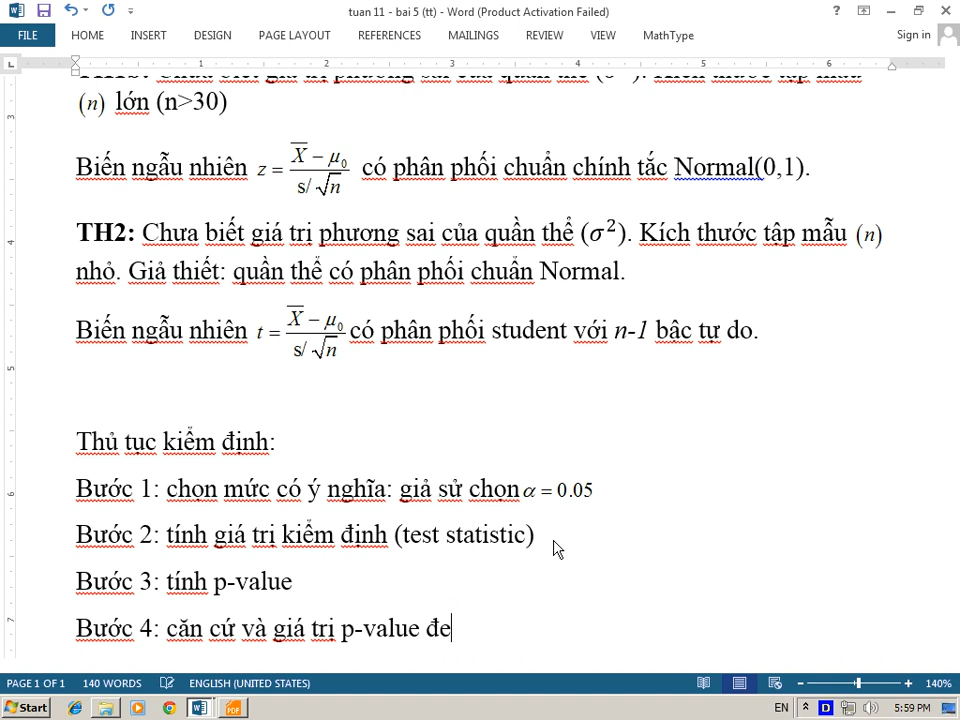 tuan 11 - bai 5 (tt) - Word (Product Activation Failed)
FILE HOME INSERT DESIGN PAGE LAYOUT REFERENCES MAILINGS REVIEW VIEW MathType Sign in
1 2 3 4 5 6
(n) lớn (n>30)
Biến ngẫu nhiên z = (X̅ − μ₀)/(s/√n) có phân phối chuẩn chính tắc Normal(0,1).
TH2: Chưa biết giá trị phương sai của quần thể (σ²). Kích thước tập mẫu (n)
nhỏ. Giả thiết: quần thể có phân phối chuẩn Normal.
Biến ngẫu nhiên t = (X̅ − μ₀)/(s/√n) có phân phối student với n-1 bậc tự do.
Thủ tục kiểm định:
Bước 1: chọn mức có ý nghĩa: giả sử chọn α = 0.05
Bước 2: tính giá trị kiểm định (test statistic)
Bước 3: tính p-value
Bước 4: căn cứ và giá trị p-value đe
PAGE 1 OF 1 140 WORDS ENGLISH (UNITED STATES) 140%
Start EN 5:59 PM